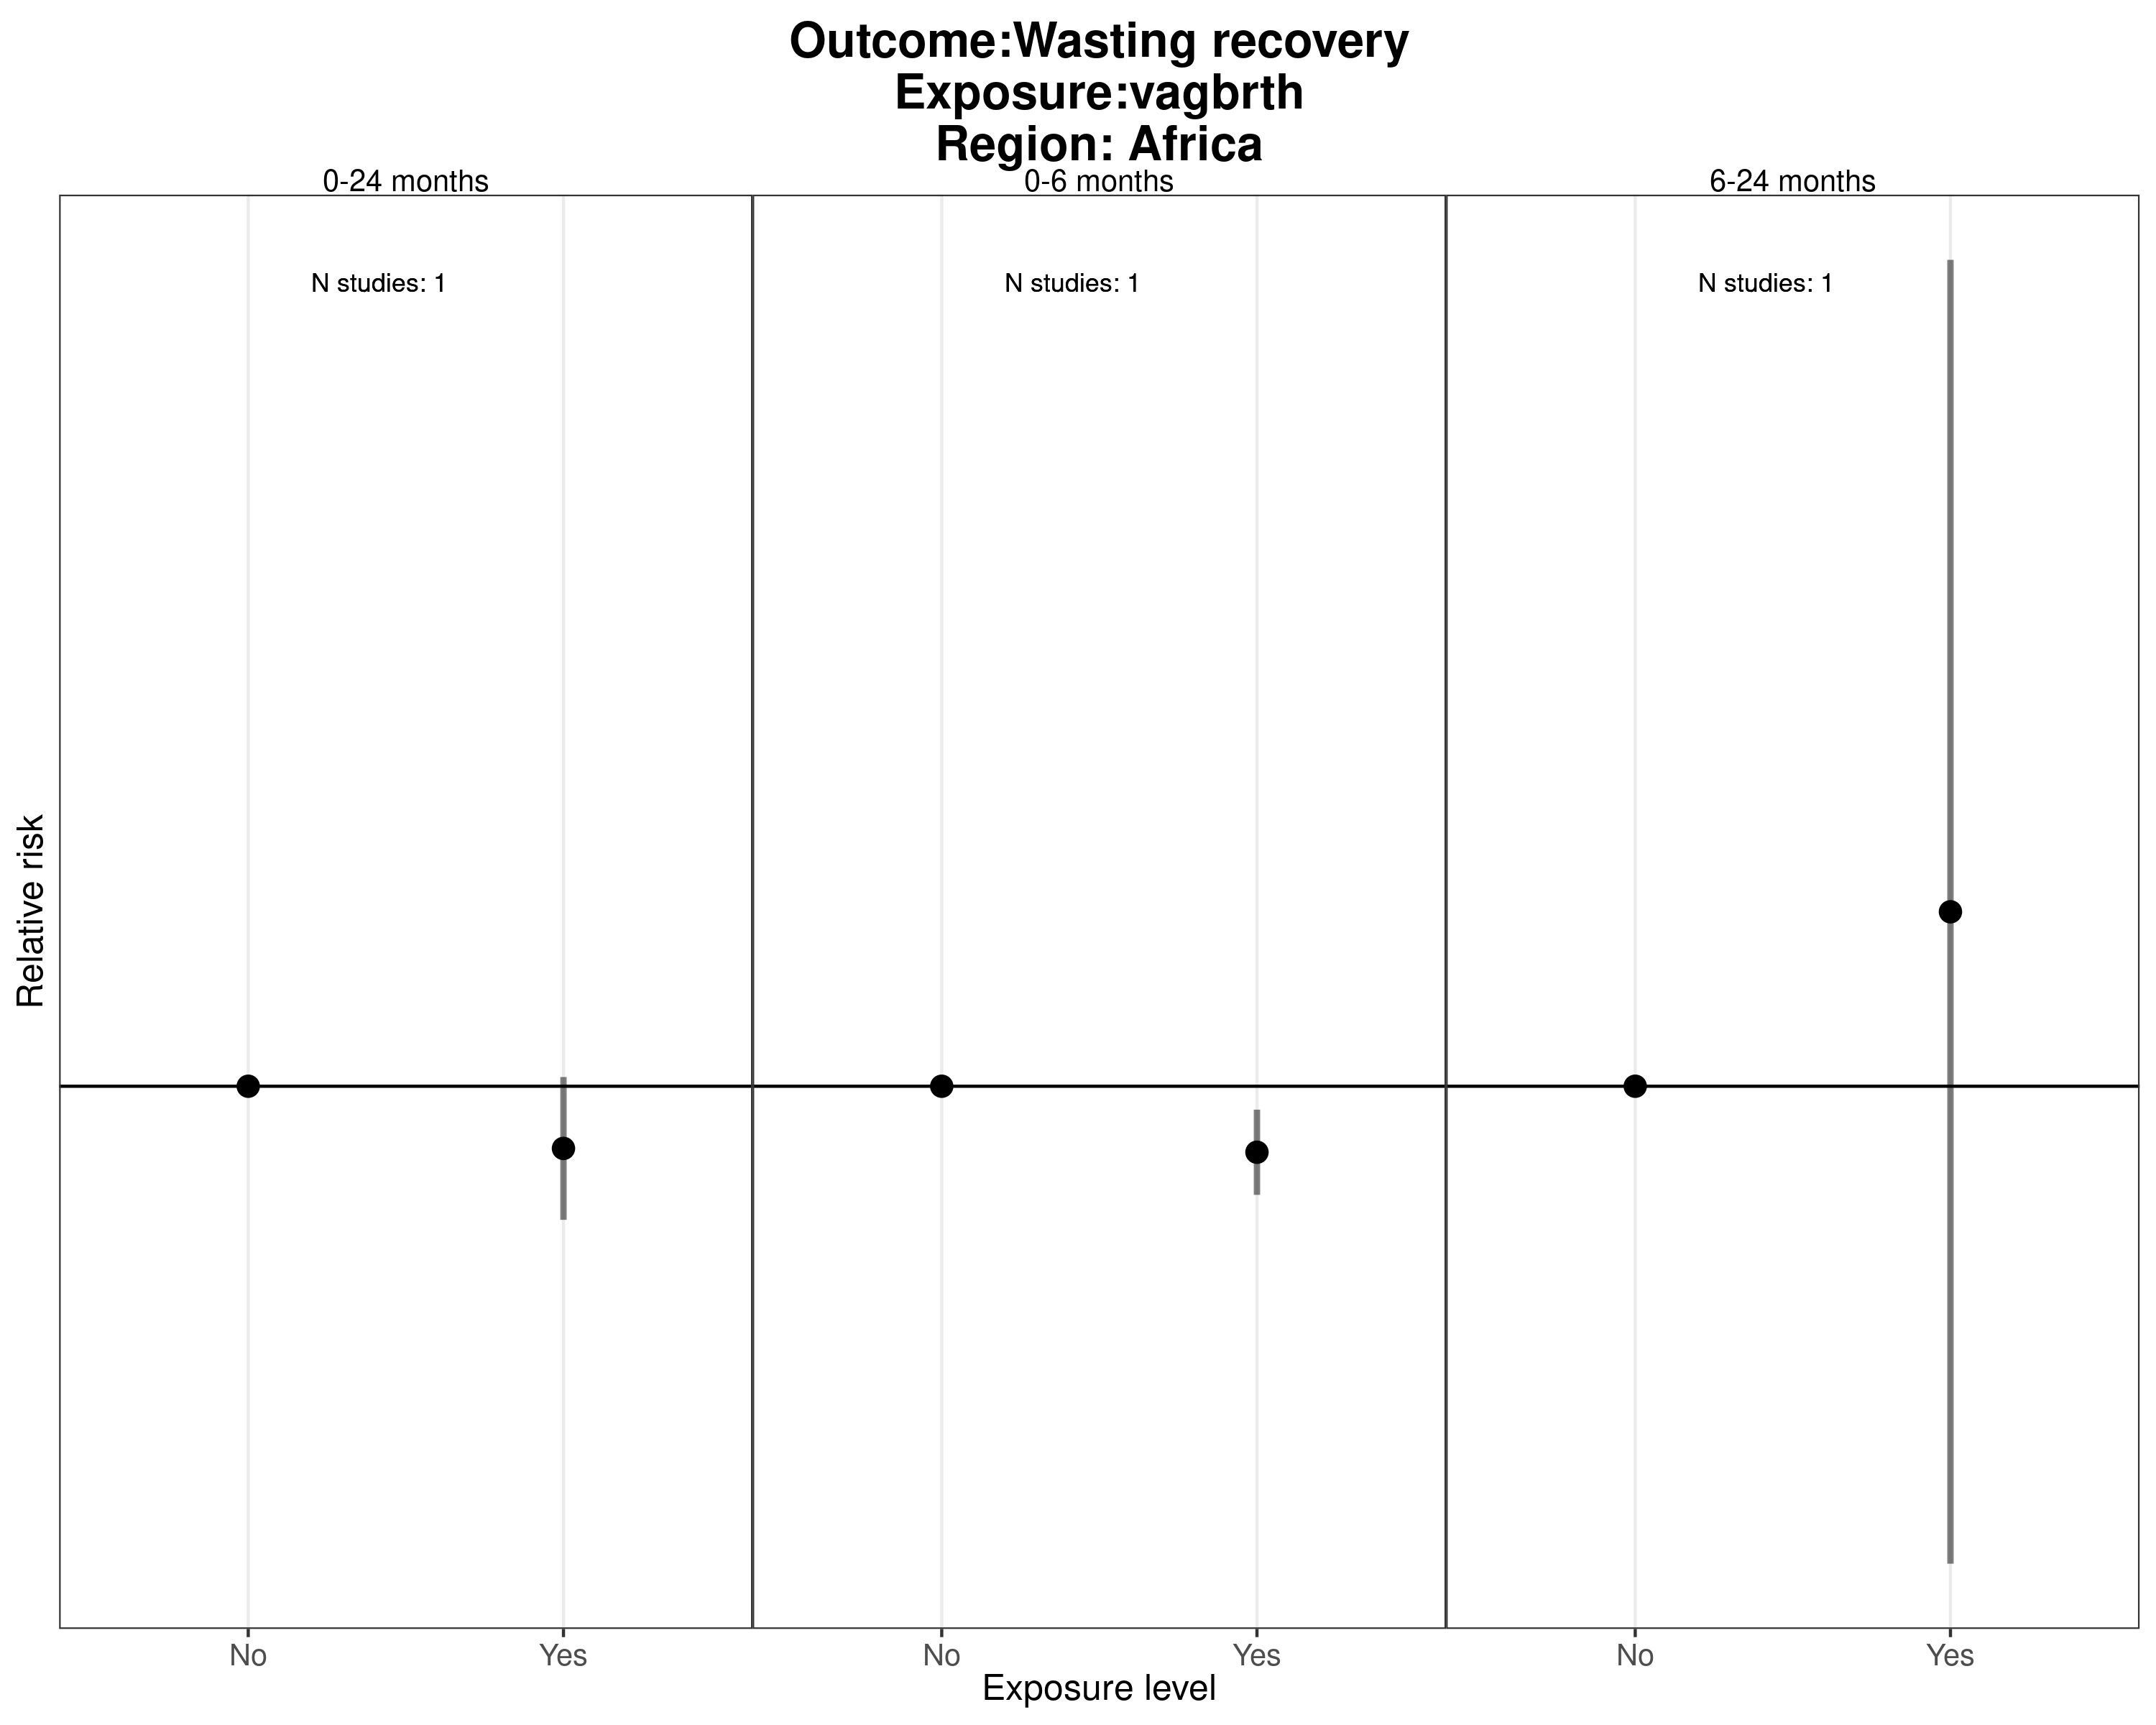 Outcome:Wasting recovery
Exposure:vagbrth
Region: Africa
0-24 months
0-6 months
6-24 months
N studies: 1
N studies: 1
N studies: 1
Relative risk
No
Yes
No
Yes
No
Yes
Exposure level